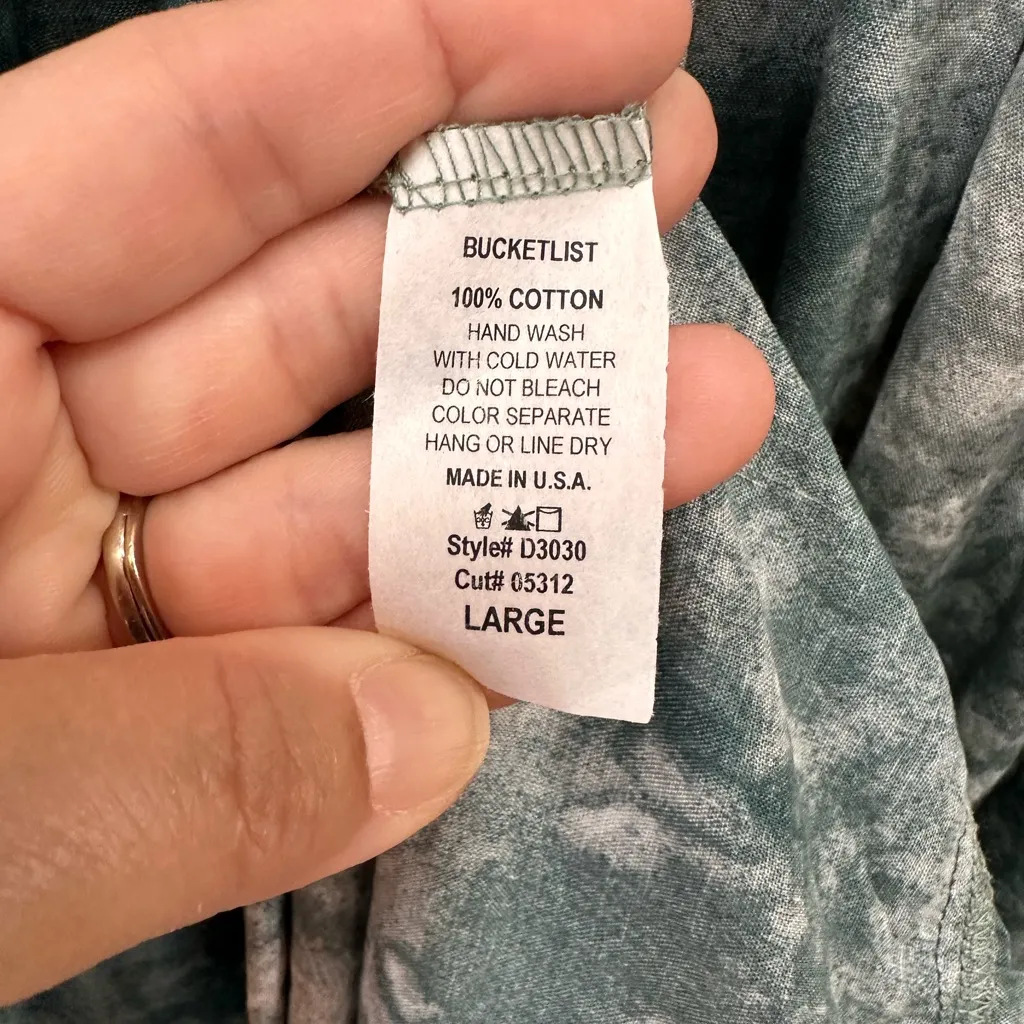 BUCKETLIST
100% COTTON
HAND WASH
WITH COLD WATER
DO NOT BLEACH
COLOR SEPARATE
HANG OR LINE DRY
MADE IN U.S.A.
Style# D3030
Cut# 05312
LARGE